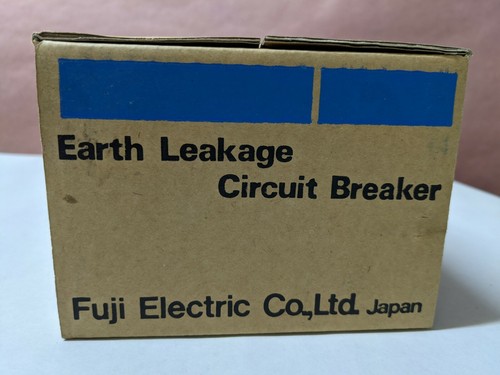 Earth Leakage
Circuit Breaker
Fuji Electric Co.,Ltd. Japan